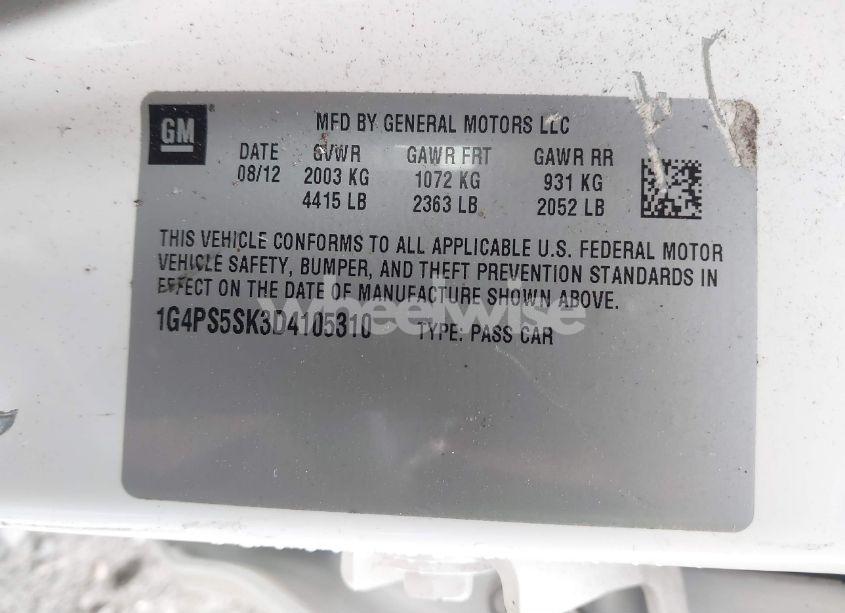 GM
MFD BY GENERAL MOTORS LLC
DATE GVWR GAWR FRT GAWR RR
08/12 2003 KG 1072 KG 931 KG
4415 LB 2363 LB 2052 LB
THIS VEHICLE CONFORMS TO ALL APPLICABLE U.S. FEDERAL MOTOR
VEHICLE SAFETY, BUMPER, AND THEFT PREVENTION STANDARDS IN
EFFECT ON THE DATE OF MANUFACTURE SHOWN ABOVE.
1G4PS5SK3D4105310 TYPE: PASS CAR
wheelwise